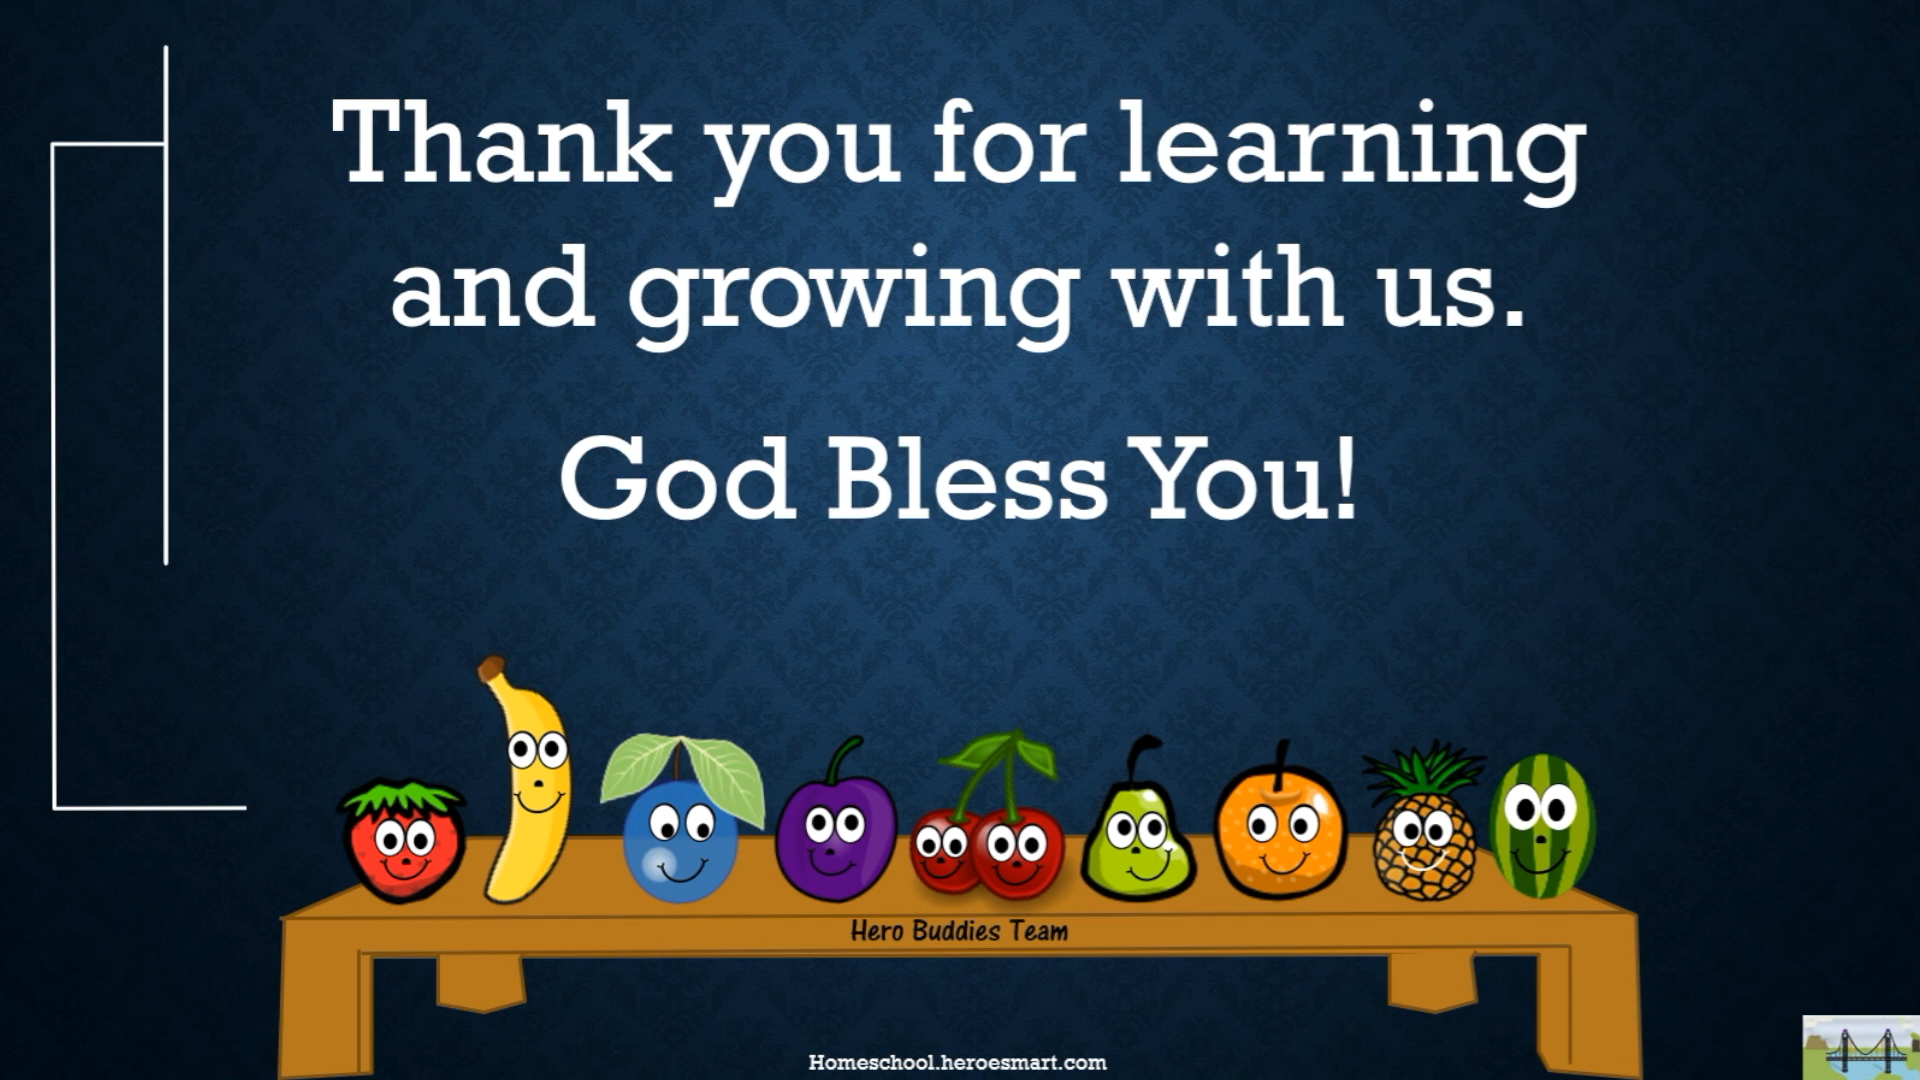 Thank you for learning
and growing with us.
God Bless You!
Hero Buddies Team
Homeschool.heroesmart.com